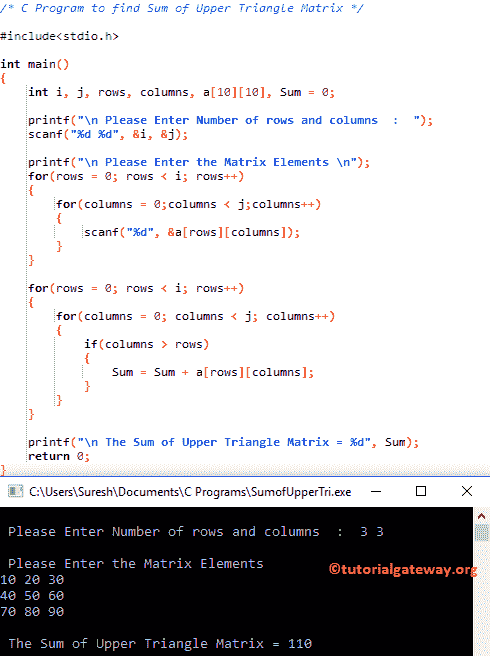 /* C Program to find Sum of Upper Triangle Matrix */
#include<stdio.h>
int main()
{
int i, j, rows, columns, a[10][10], Sum = 0;
printf("\n Please Enter Number of rows and columns  :  ");
scanf("%d %d", &i, &j);
printf("\n Please Enter the Matrix Elements \n");
for(rows = 0; rows < i; rows++)
{
for(columns = 0;columns < j;columns++)
{
scanf("%d", &a[rows][columns]);
}
}
for(rows = 0; rows < i; rows++)
{
for(columns = 0; columns < j; columns++)
{
if(columns > rows)
{
Sum = Sum + a[rows][columns];
}
}
}
printf("\n The Sum of Upper Triangle Matrix = %d", Sum);
return 0;
}
C:\Users\Suresh\Documents\C Programs\SumofUpperTri.exe
Please Enter Number of rows and columns  :  3 3
Please Enter the Matrix Elements
©tutorialgateway.org
10 20 30
40 50 60
70 80 90
The Sum of Upper Triangle Matrix = 110